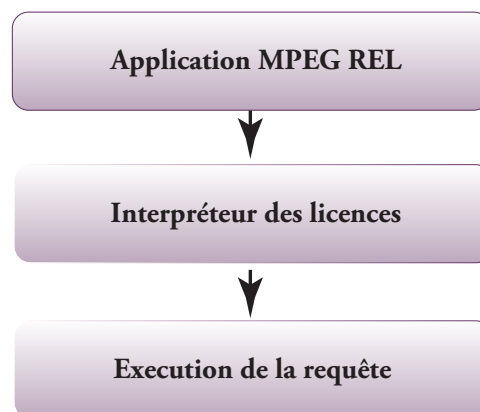 Application MPEG REL
Interpréteur des licences
Execution de la requête